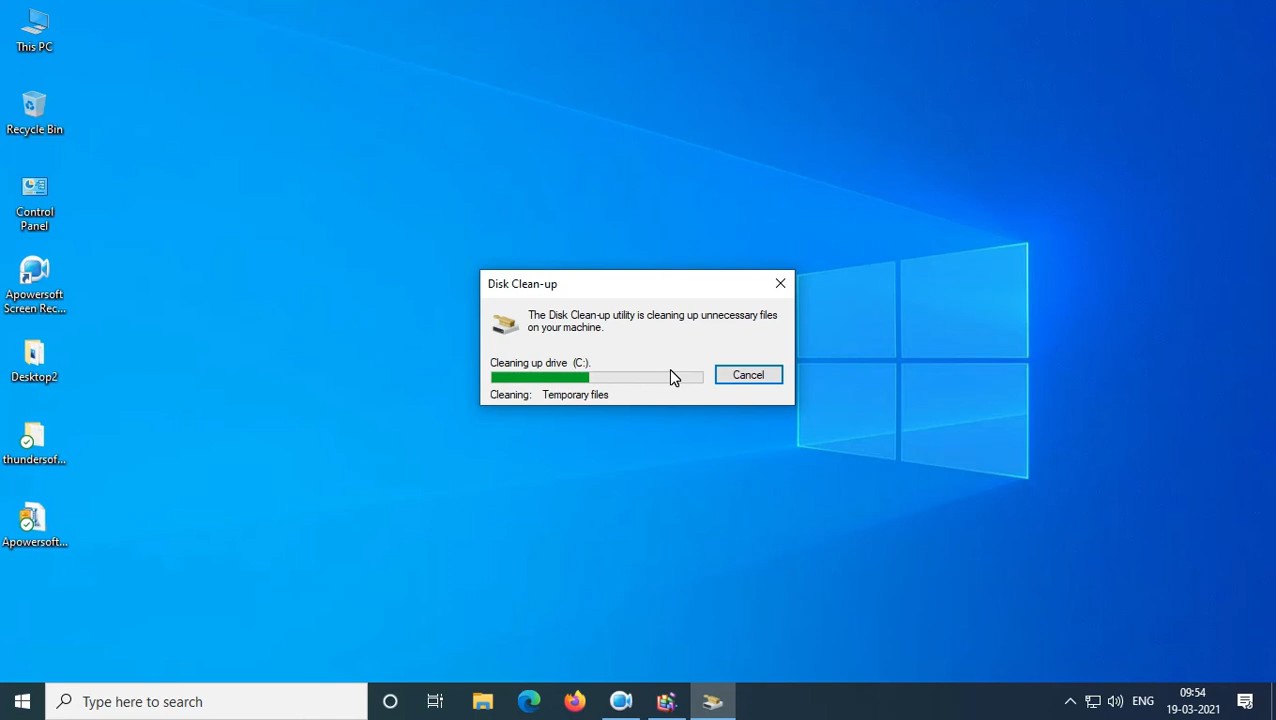 This PC
Recycle Bin
Control
Panel
Apowersoft
Screen Rec...
Desktop2
thundersof...
Apowersoft...
Disk Clean-up
The Disk Clean-up utility is cleaning up unnecessary files
on your machine.
Cleaning up drive (C:).
Cancel
Cleaning: Temporary files
Type here to search
ENG
09:54
19-03-2021